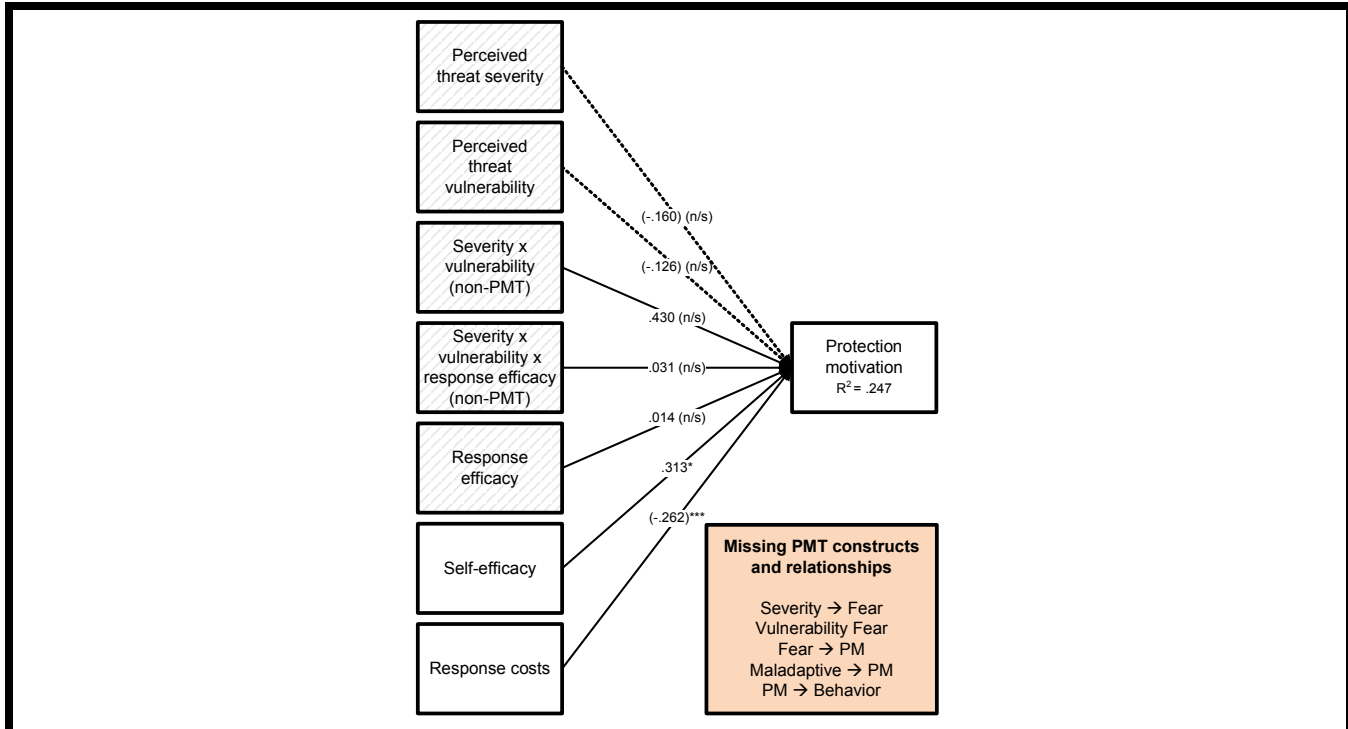 Perceived
threat severity
Perceived
threat
vulnerability
Severity x
vulnerability
(non-PMT)
Severity x
vulnerability x
response efficacy
(non-PMT)
Response
efficacy
Self-efficacy
Response costs
(-.160) (n/s)
(-.126) (n/s)
.430 (n/s)
.031 (n/s)
.014 (n/s)
.313*
(-.262)***
Protection
motivation
R² = .247
Missing PMT constructs
and relationships
Severity → Fear
Vulnerability Fear
Fear → PM
Maladaptive → PM
PM → Behavior